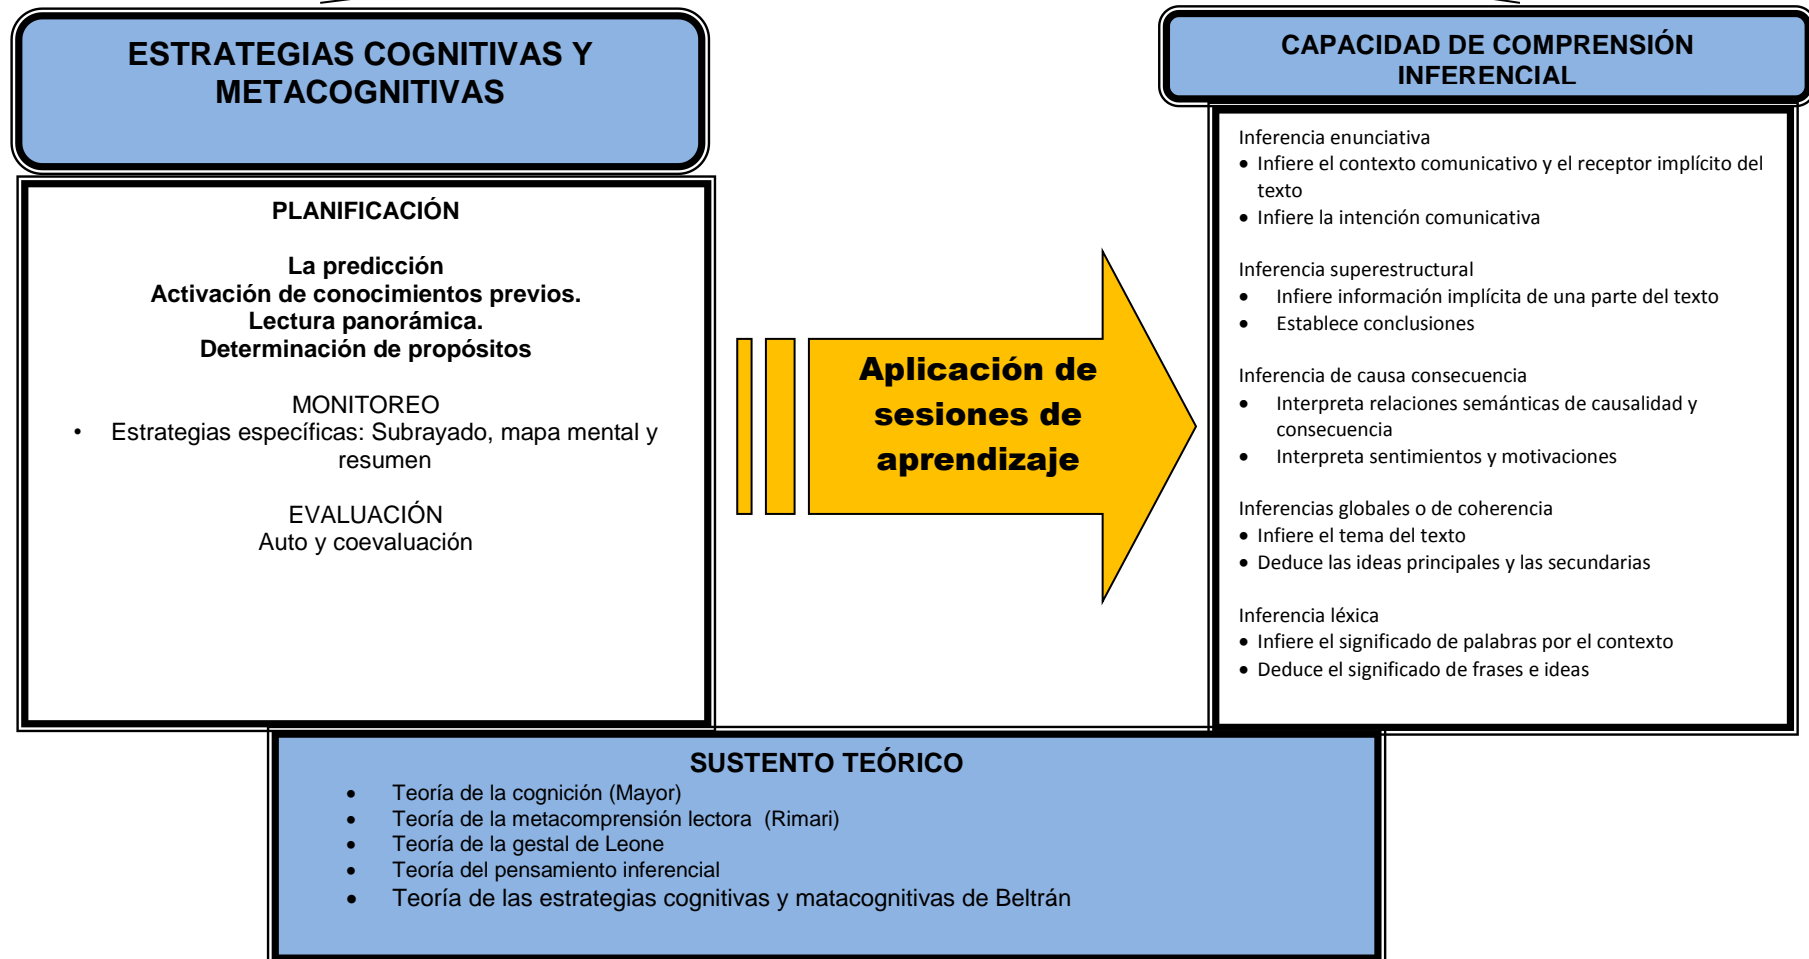 ESTRATEGIAS COGNITIVAS Y
METACOGNITIVAS
PLANIFICACIÓN
La predicción
Activación de conocimientos previos.
Lectura panorámica.
Determinación de propósitos
MONITOREO
• Estrategias específicas: Subrayado, mapa mental y
resumen
EVALUACIÓN
Auto y coevaluación
Aplicación de
sesiones de
aprendizaje
CAPACIDAD DE COMPRENSIÓN
INFERENCIAL
Inferencia enunciativa
• Infiere el contexto comunicativo y el receptor implícito del
texto
• Infiere la intención comunicativa
Inferencia superestructural
• Infiere información implícita de una parte del texto
• Establece conclusiones
Inferencia de causa consecuencia
• Interpreta relaciones semánticas de causalidad y
consecuencia
• Interpreta sentimientos y motivaciones
Inferencias globales o de coherencia
• Infiere el tema del texto
• Deduce las ideas principales y las secundarias
Inferencia léxica
• Infiere el significado de palabras por el contexto
• Deduce el significado de frases e ideas
SUSTENTO TEÓRICO
• Teoría de la cognición (Mayor)
• Teoría de la metacomprensión lectora (Rimari)
• Teoría de la gestal de Leone
• Teoría del pensamiento inferencial
• Teoría de las estrategias cognitivas y matacognitivas de Beltrán